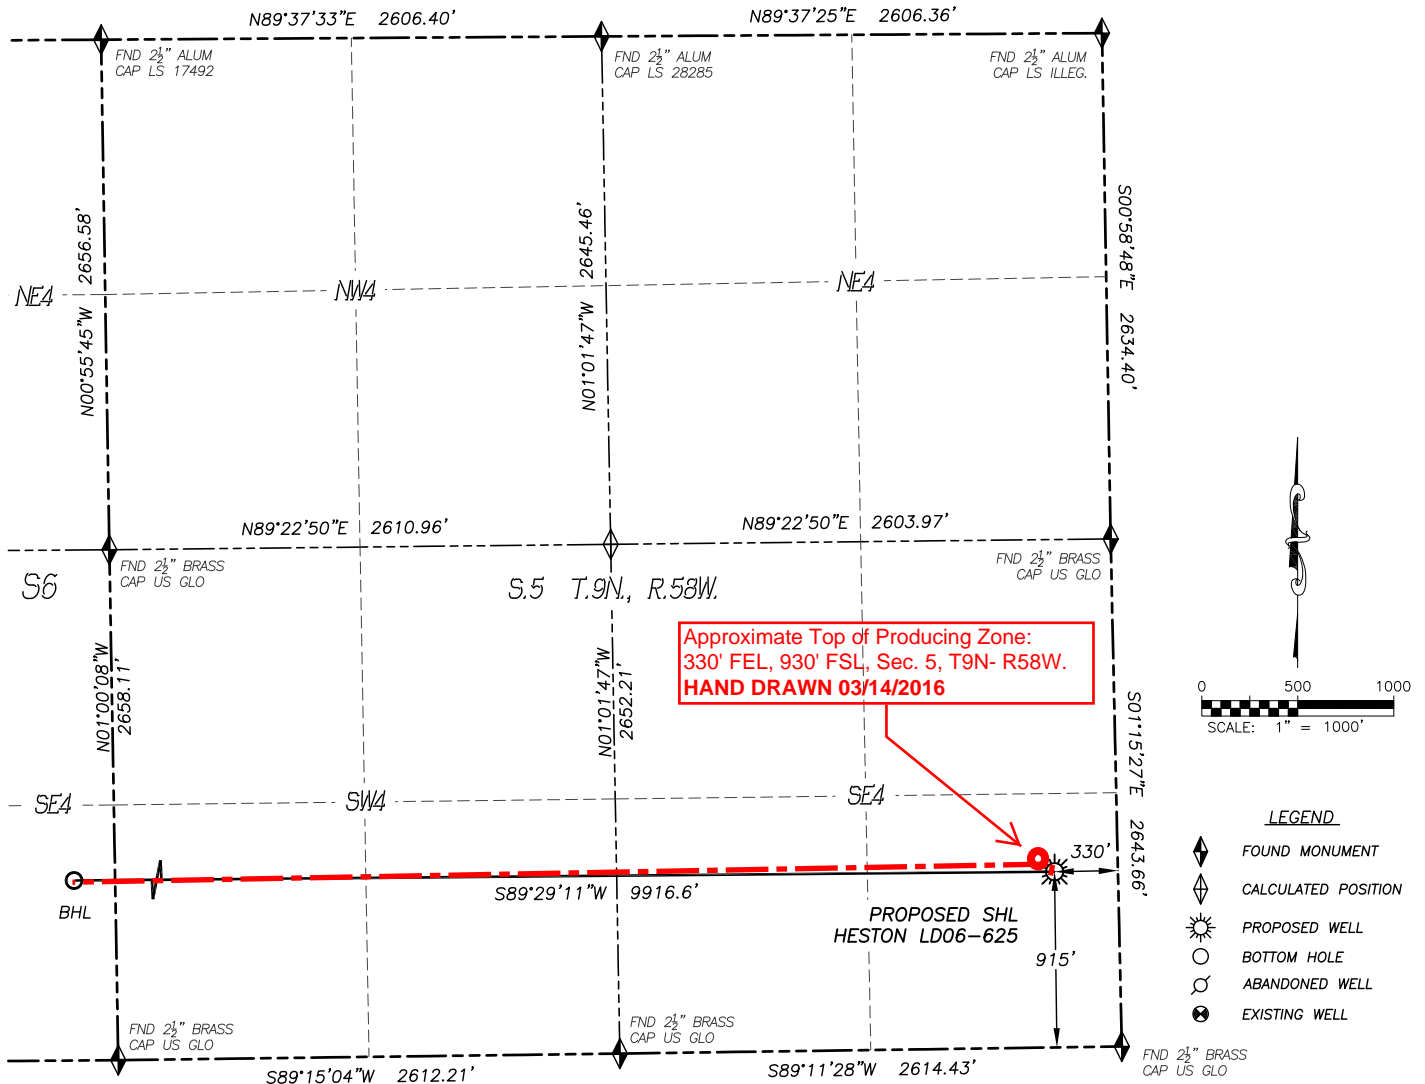 N89°37'33"E 2606.40'
N89°37'25"E 2606.36'
FND 2½" ALUM
CAP LS 17492
FND 2½" ALUM
CAP LS 28285
FND 2½" ALUM
CAP LS ILLEG.
N00°55'45"W 2656.58'
N01°01'47"W 2645.46'
S00°58'48"E 2634.40'
NE4
NW4
NE4
N89°22'50"E 2610.96'
N89°22'50"E 2603.97'
FND 2½" BRASS
CAP US GLO
FND 2½" BRASS
CAP US GLO
S6
S.5 T.9N., R.58W.
Approximate Top of Producing Zone:
330' FEL, 930' FSL, Sec. 5, T9N- R58W.
HAND DRAWN 03/14/2016
N01°00'08"W
2658.11'
N01°01'47"W
2652.21'
S01°15'27"E 2643.66'
0 500 1000
SCALE: 1" = 1000'
SE4
SW4
SE4
330'
BHL
S89°29'11"W 9916.6'
PROPOSED SHL
HESTON LD06-625
915'
LEGEND
FOUND MONUMENT
CALCULATED POSITION
PROPOSED WELL
BOTTOM HOLE
ABANDONED WELL
EXISTING WELL
FND 2½" BRASS
CAP US GLO
FND 2½" BRASS
CAP US GLO
FND 2½" BRASS
CAP US GLO
S89°15'04"W 2612.21'
S89°11'28"W 2614.43'